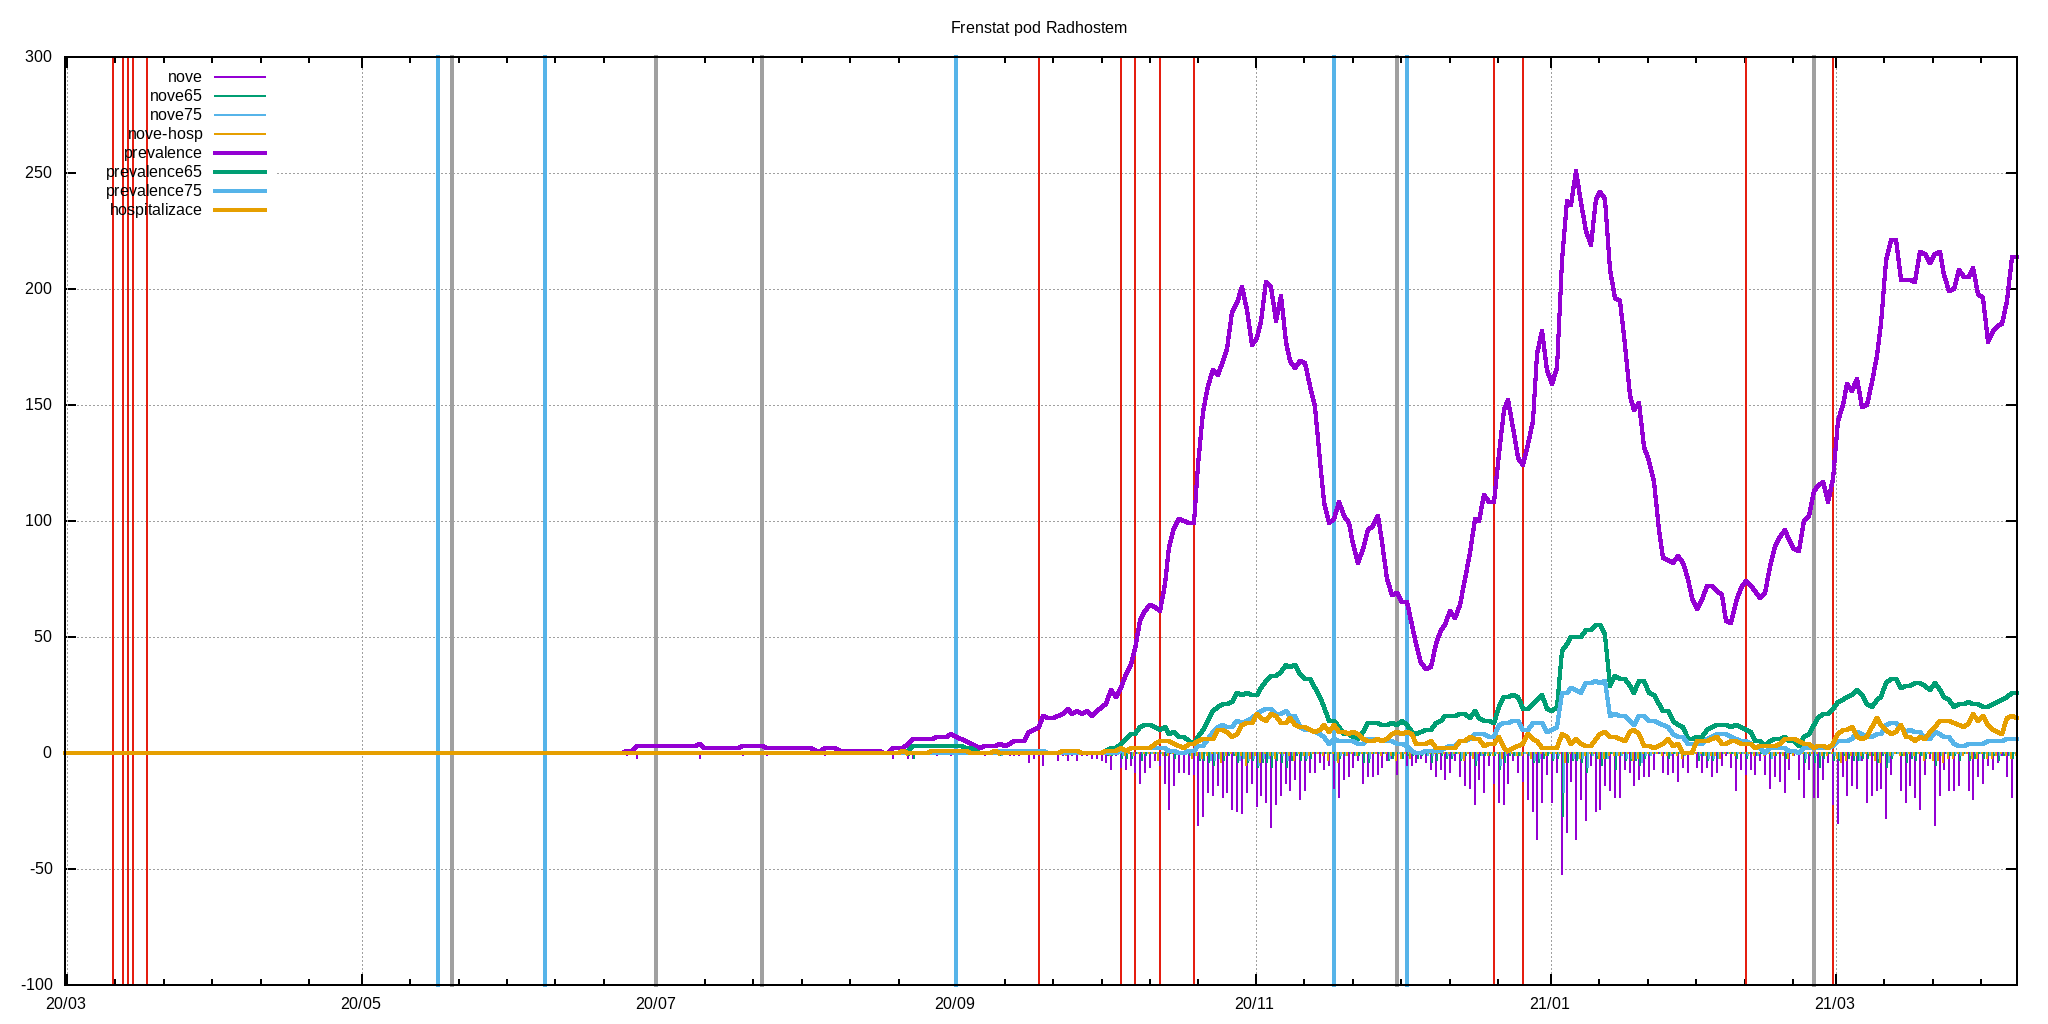 Frenstat pod Radhostem
300
250
200
150
100
50
0
-50
-100
nove
nove65
nove75
nove-hosp
prevalence
prevalence65
prevalence75
hospitalizace
20/03 20/05 20/07 20/09 20/11 21/01 21/03